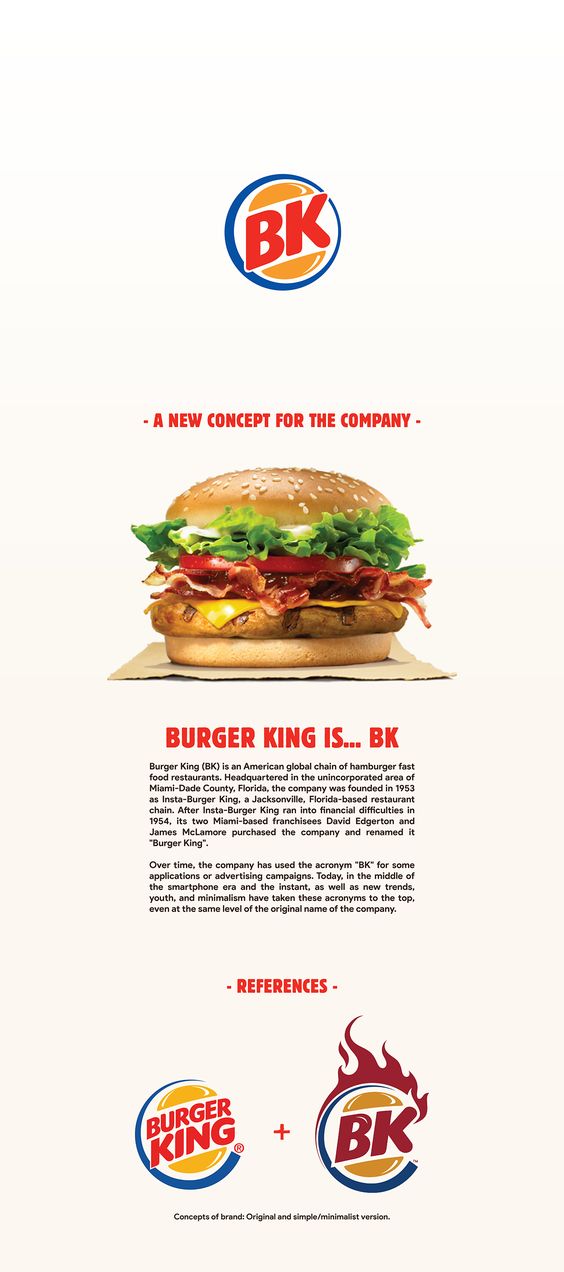 BK
- A NEW CONCEPT FOR THE COMPANY -
BURGER KING IS... BK
Burger King (BK) is an American global chain of hamburger fast
food restaurants. Headquartered in the unincorporated area of
Miami-Dade County, Florida, the company was founded in 1953
as Insta-Burger King, a Jacksonville, Florida-based restaurant
chain. After Insta-Burger King ran into financial difficulties in
1954, its two Miami-based franchisees David Edgerton and
James McLamore purchased the company and renamed it
"Burger King".
Over time, the company has used the acronym "BK" for some
applications or advertising campaigns. Today, in the middle of
the smartphone era and the instant, as well as new trends,
youth, and minimalism have taken these acronyms to the top,
even at the same level of the original name of the company.
- REFERENCES -
BURGER
KING®
+
BK™
Concepts of brand: Original and simple/minimalist version.